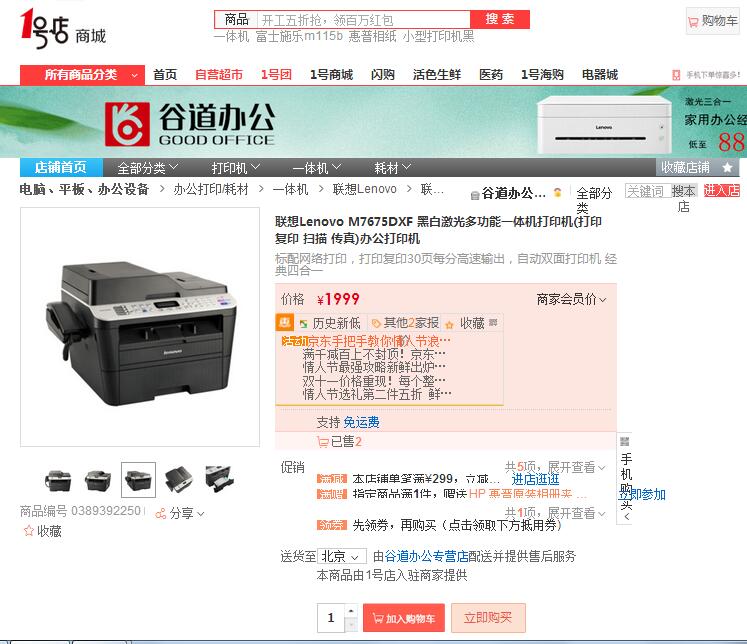 1号店 商城
商品 开工五折抢，领百万红包 搜 索
购物车
一体机 富士施乐m115b 惠普相纸 小型打印机黑
所有商品分类 首页 自营超市 1号团 1号商城 闪购 活色生鲜 医药 1号海购 电器城
手机下单惊喜多!
谷道办公
GOOD OFFICE
Lenovo
激光三合一
家用办公经
低至 88
店铺首页 全部分类 打印机 一体机 耗材 收藏店铺
电脑、平板、办公设备 > 办公打印/耗材 > 一体机 > 联想Lenovo > 联...
谷道办公... 全部分类 关键词 搜本店 进入店
联想Lenovo M7675DXF 黑白激光多功能一体机打印机(打印
复印 扫描 传真)办公打印机
标配网络打印，打印复印30页每分高速输出，自动双面打印机 经
典四合一
价格 ¥1999 商家会员价
惠 历史新低 其他2家报 收藏
活动 京东手把手教你情人节浪...
满千减百上不封顶！京东...
情人节最强攻略新鲜出炉...
双十一价格重现！每个整...
情人节选礼第二件五折 鲜...
支持 免运费
已售2
lenovo
促销 共5项，展开查看
满减 本店铺单笔满¥299，立减... 进店逛逛
满赠 指定商品满1件，赠送HP 惠普原装相册夹 ... 立即参加
共1项，展开查看
领券 先领券，再购买（点击领取下方抵用券）
手机购买
<
商品编号 0389392250 分享
收藏
送货至 北京 由谷道办公专营店配送并提供售后服务
本商品由1号店入驻商家提供
1 加入购物车 立即购买